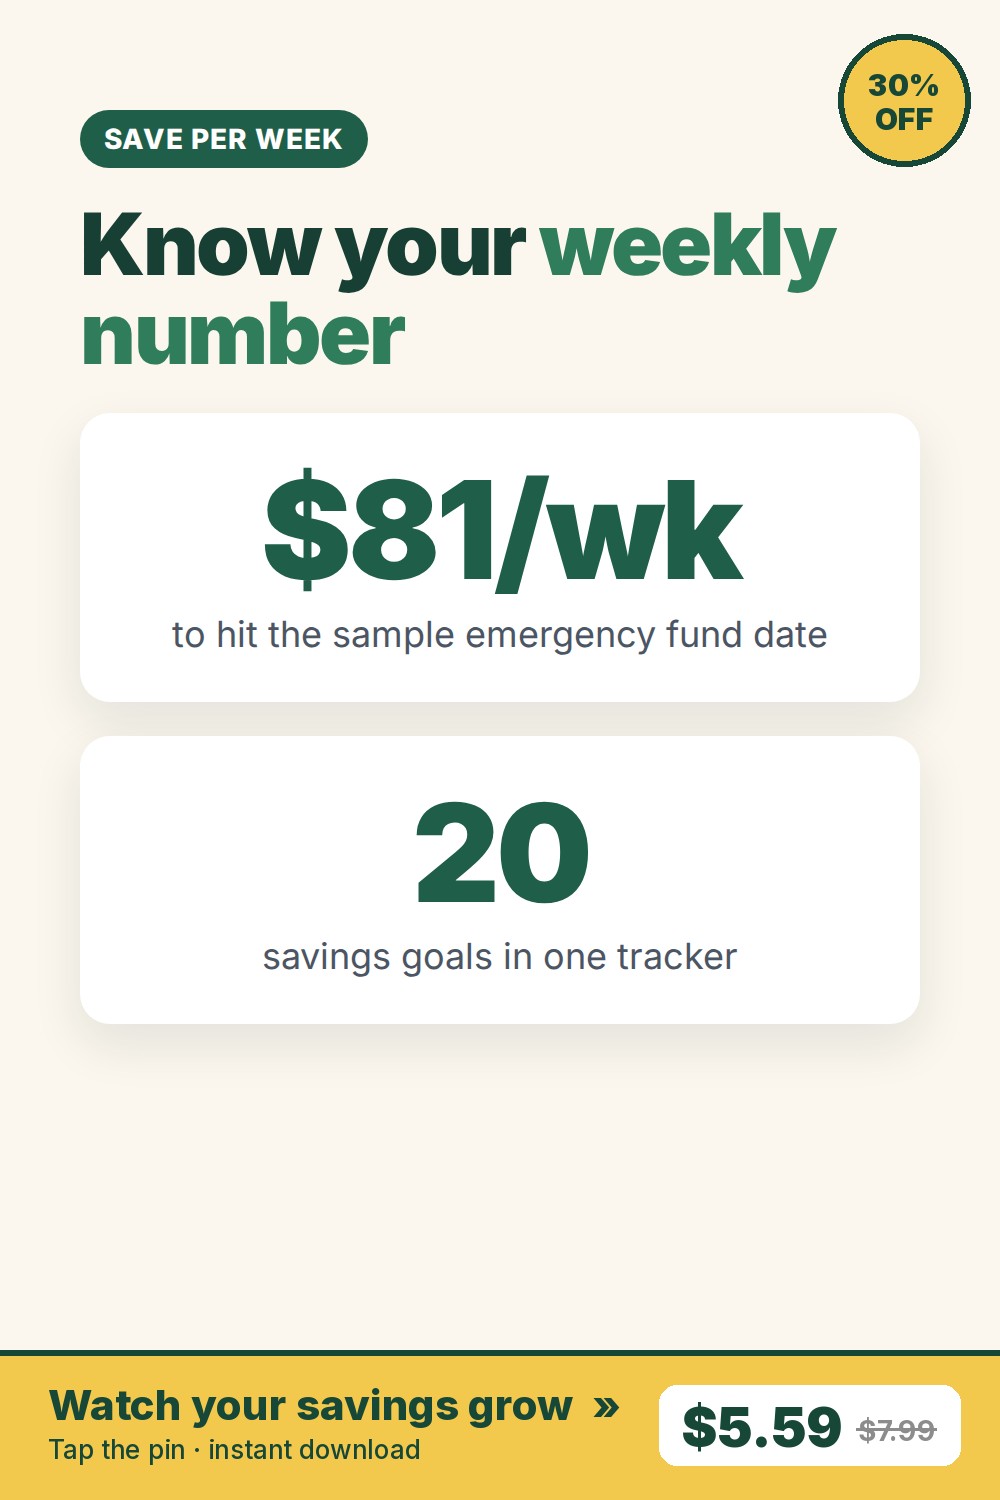 30%
OFF
SAVE PER WEEK
Know your weekly
number
$81/wk
to hit the sample emergency fund date
20
savings goals in one tracker
Watch your savings grow »
Tap the pin · instant download
$5.59 $7.99